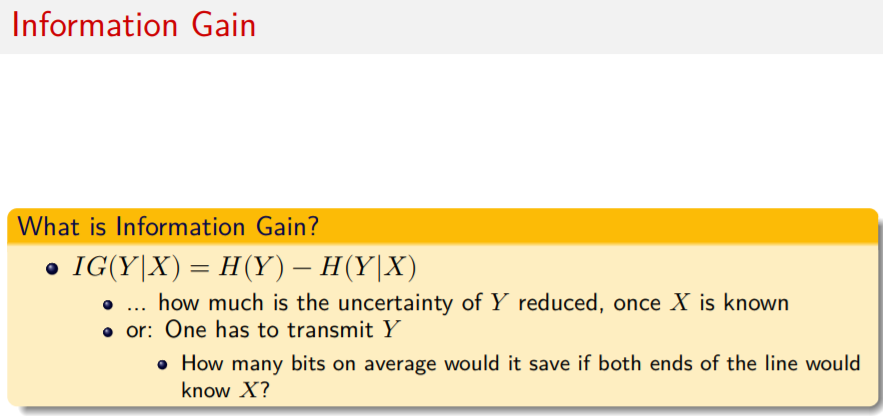 Information Gain
What is Information Gain?
IG(Y|X) = H(Y) − H(Y|X)
... how much is the uncertainty of Y reduced, once X is known
or: One has to transmit Y
How many bits on average would it save if both ends of the line would
know X?